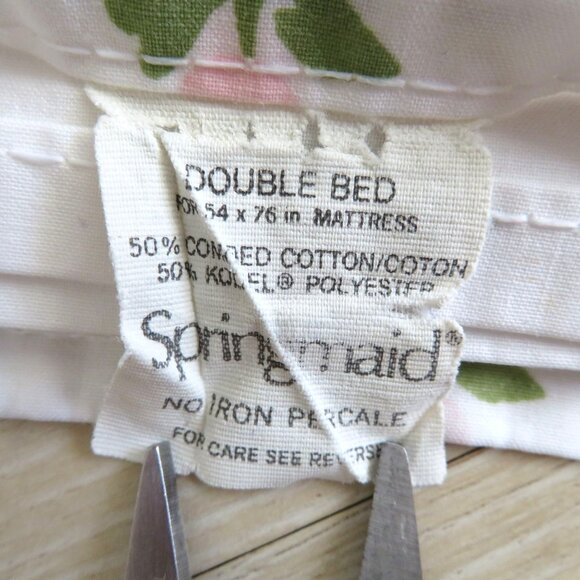 DOUBLE BED
FOR 54 x 76 in MATTRESS
50% COMBED COTTON/COTON
50% KODEL® POLYESTER
Springmaid®
NO IRON PERCALE
FOR CARE SEE REVERSE